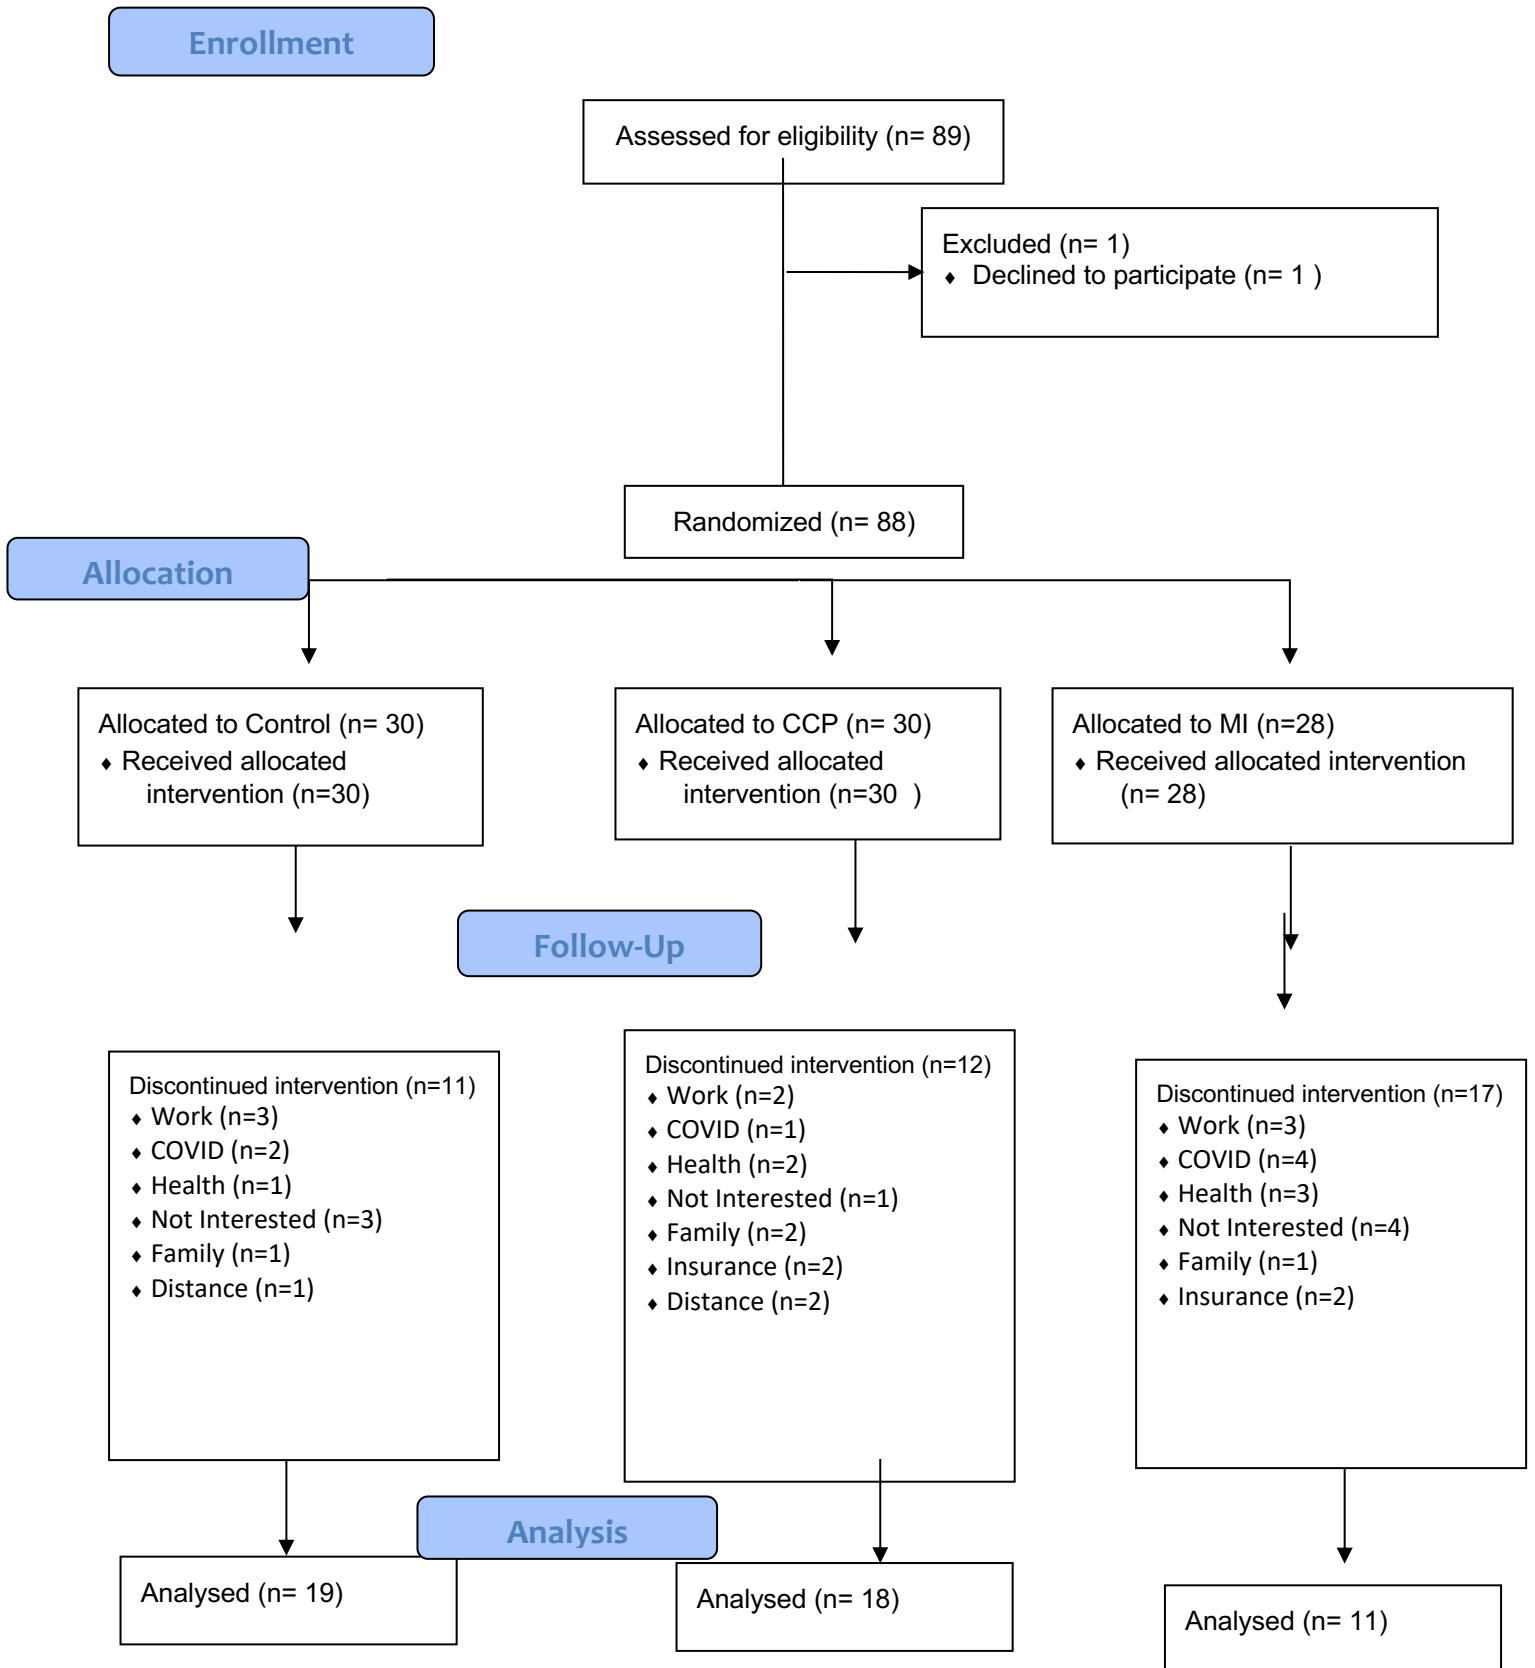 Enrollment
Assessed for eligibility (n= 89)
Excluded (n= 1)
♦ Declined to participate (n= 1 )
Randomized (n= 88)
Allocation
Allocated to Control (n= 30)
♦ Received allocated
intervention (n=30)
Allocated to CCP (n= 30)
♦ Received allocated
intervention (n=30 )
Allocated to MI (n=28)
♦ Received allocated intervention
(n= 28)
Follow-Up
Discontinued intervention (n=11)
♦ Work (n=3)
♦ COVID (n=2)
♦ Health (n=1)
♦ Not Interested (n=3)
♦ Family (n=1)
♦ Distance (n=1)
Discontinued intervention (n=12)
♦ Work (n=2)
♦ COVID (n=1)
♦ Health (n=2)
♦ Not Interested (n=1)
♦ Family (n=2)
♦ Insurance (n=2)
♦ Distance (n=2)
Discontinued intervention (n=17)
♦ Work (n=3)
♦ COVID (n=4)
♦ Health (n=3)
♦ Not Interested (n=4)
♦ Family (n=1)
♦ Insurance (n=2)
Analysis
Analysed (n= 19)
Analysed (n= 18)
Analysed (n= 11)